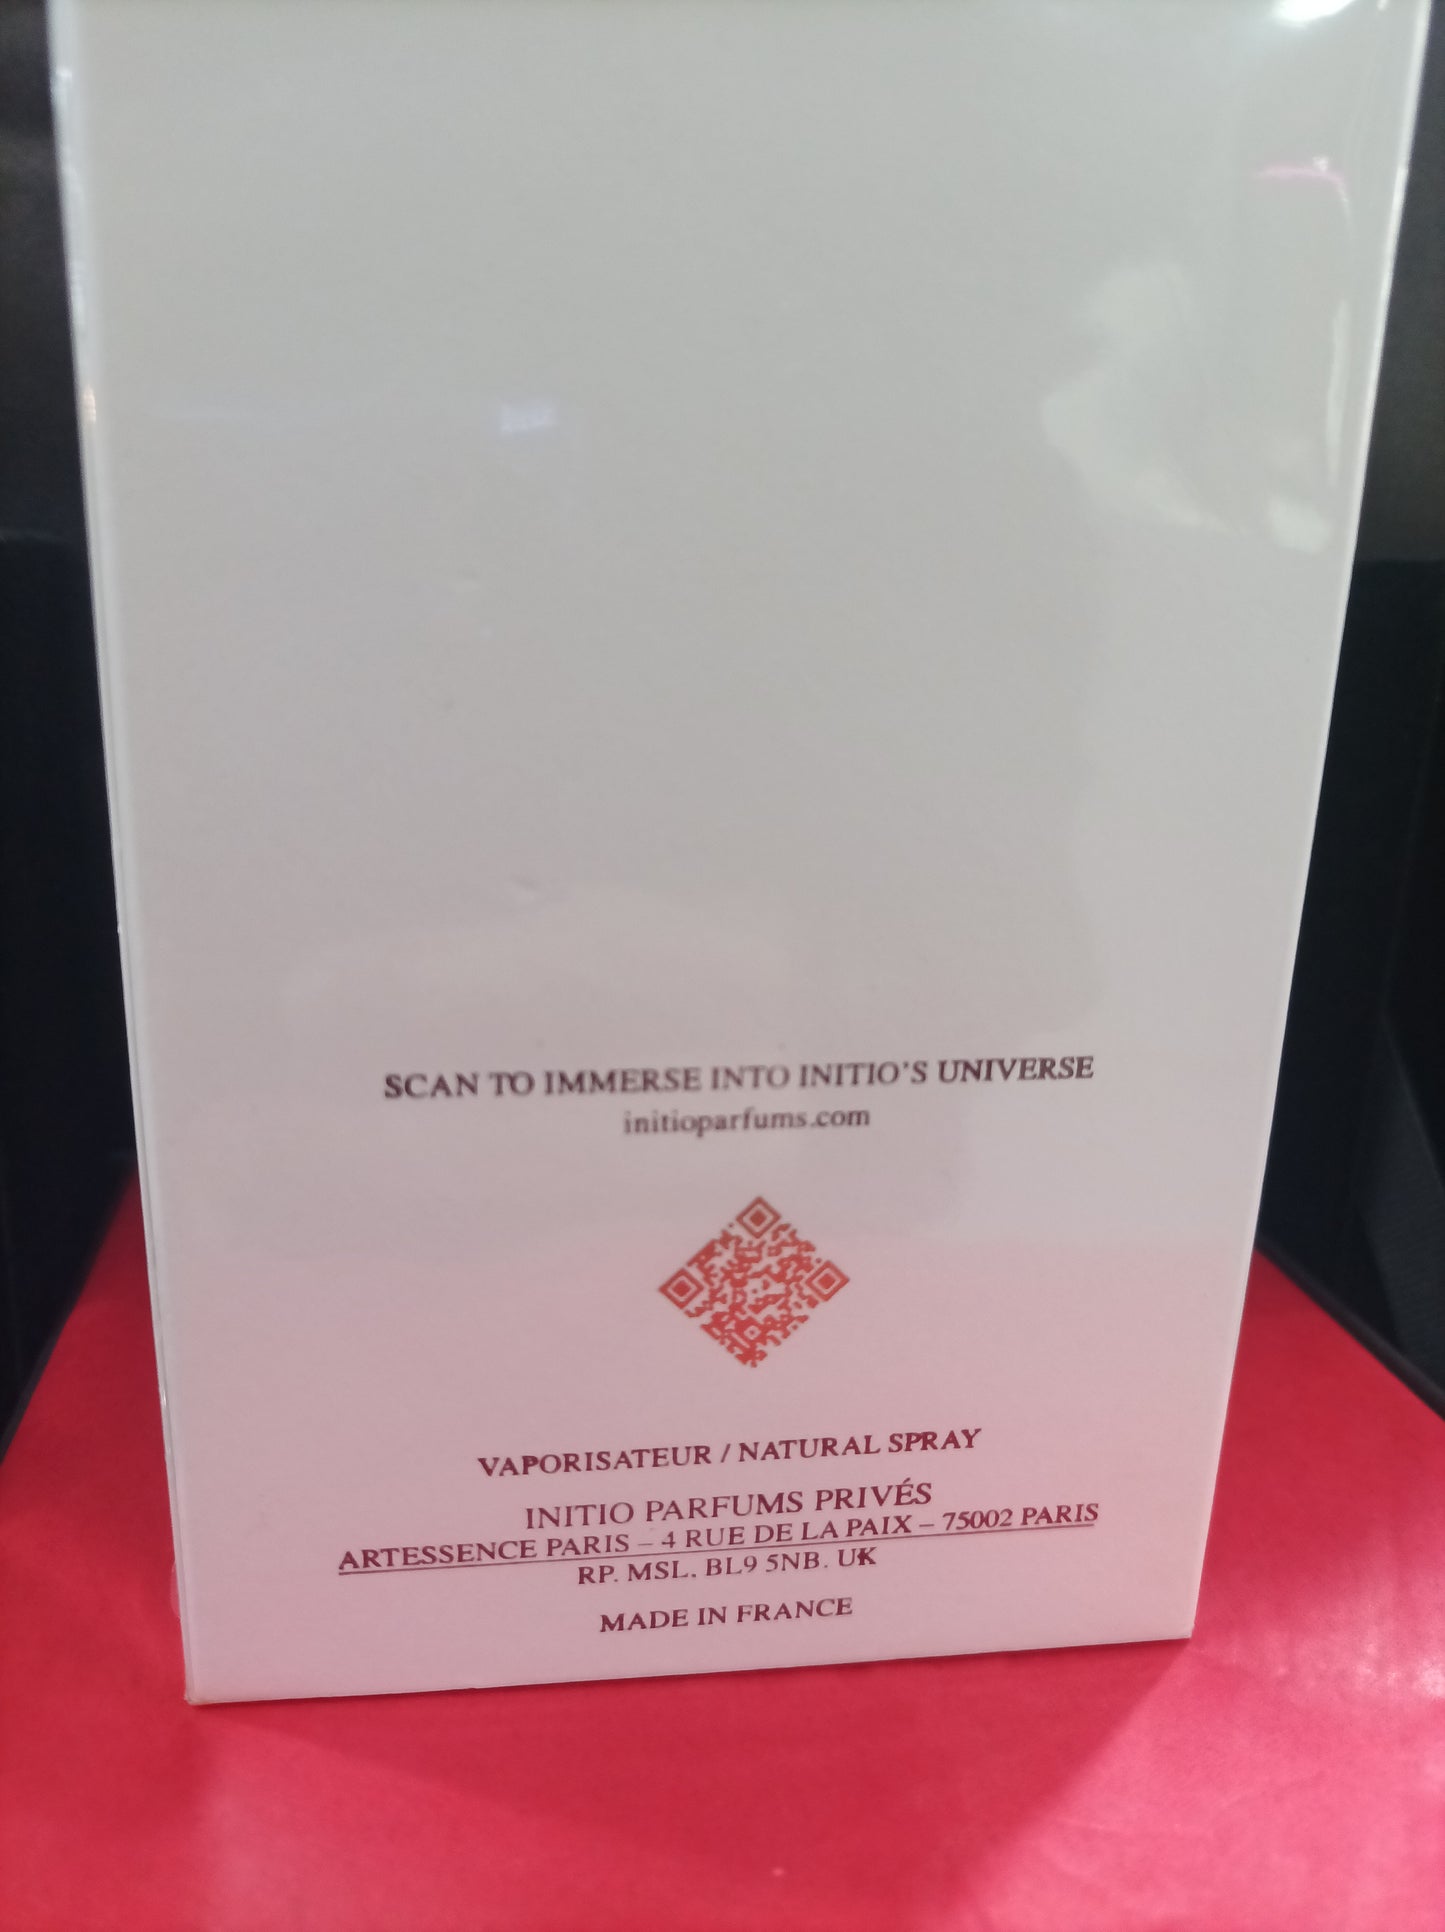 SCAN TO IMMERSE INTO INITIO'S UNIVERSE
initioparfums.com
VAPORISATEUR / NATURAL SPRAY
INITIO PARFUMS PRIVÉS
ARTESSENCE PARIS – 4 RUE DE LA PAIX – 75002 PARIS
RP. MSL. BL9 5NB. UK
MADE IN FRANCE